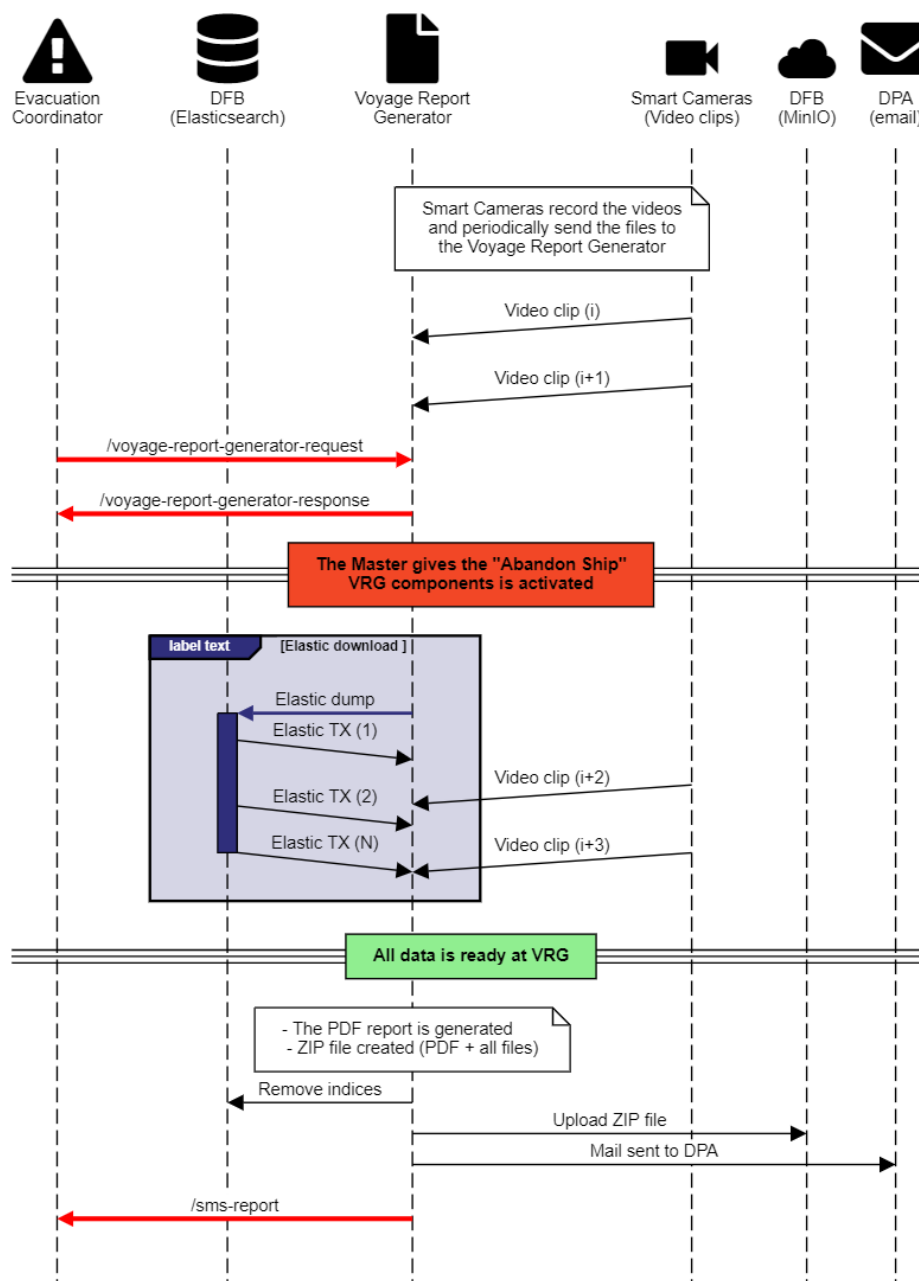 Evacuation
Coordinator
DFB
(Elasticsearch)
Voyage Report
Generator
Smart Cameras
(Video clips)
DFB
(MinIO)
DPA
(email)
Smart Cameras record the videos
and periodically send the files to
the Voyage Report Generator
Video clip (i)
Video clip (i+1)
/voyage-report-generator-request
/voyage-report-generator-response
The Master gives the "Abandon Ship"
VRG components is activated
label text
[Elastic download ]
Elastic dump
Elastic TX (1)
Video clip (i+2)
Elastic TX (2)
Elastic TX (N)
Video clip (i+3)
All data is ready at VRG
- The PDF report is generated
- ZIP file created (PDF + all files)
Remove indices
Upload ZIP file
Mail sent to DPA
/sms-report